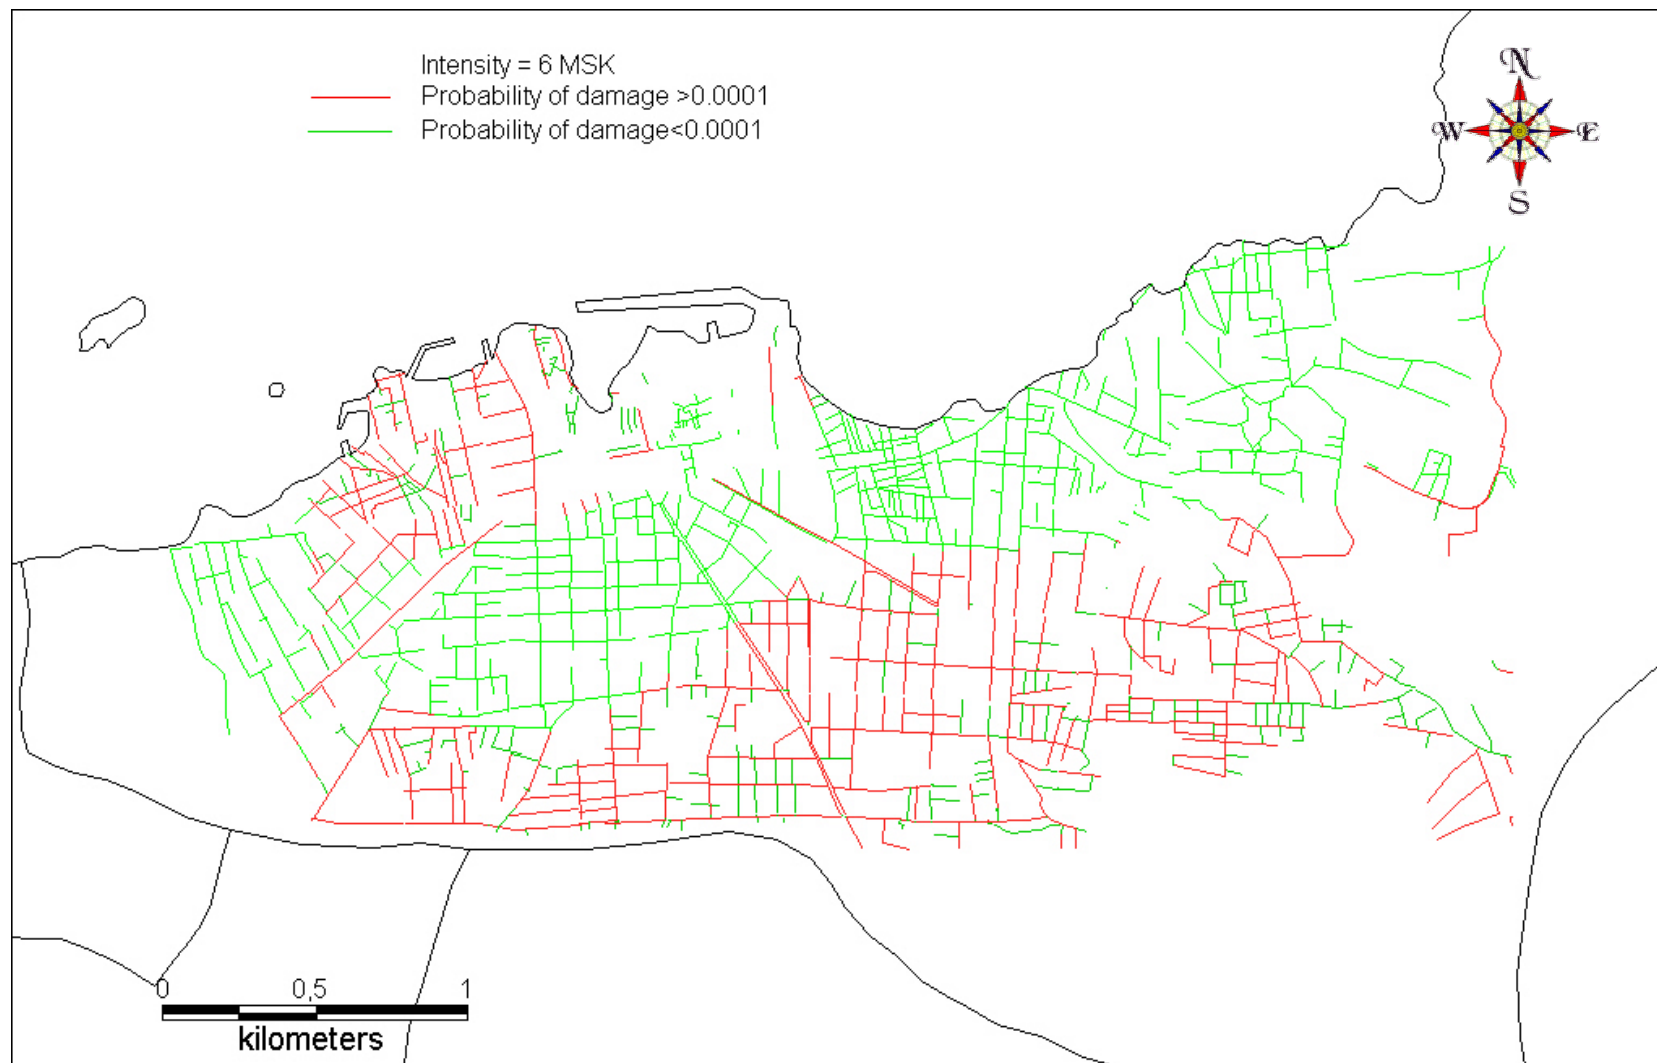 Intensity = 6 MSK
Probability of damage >0.0001
Probability of damage<0.0001
N
W
E
S
0
0,5
1
kilometers